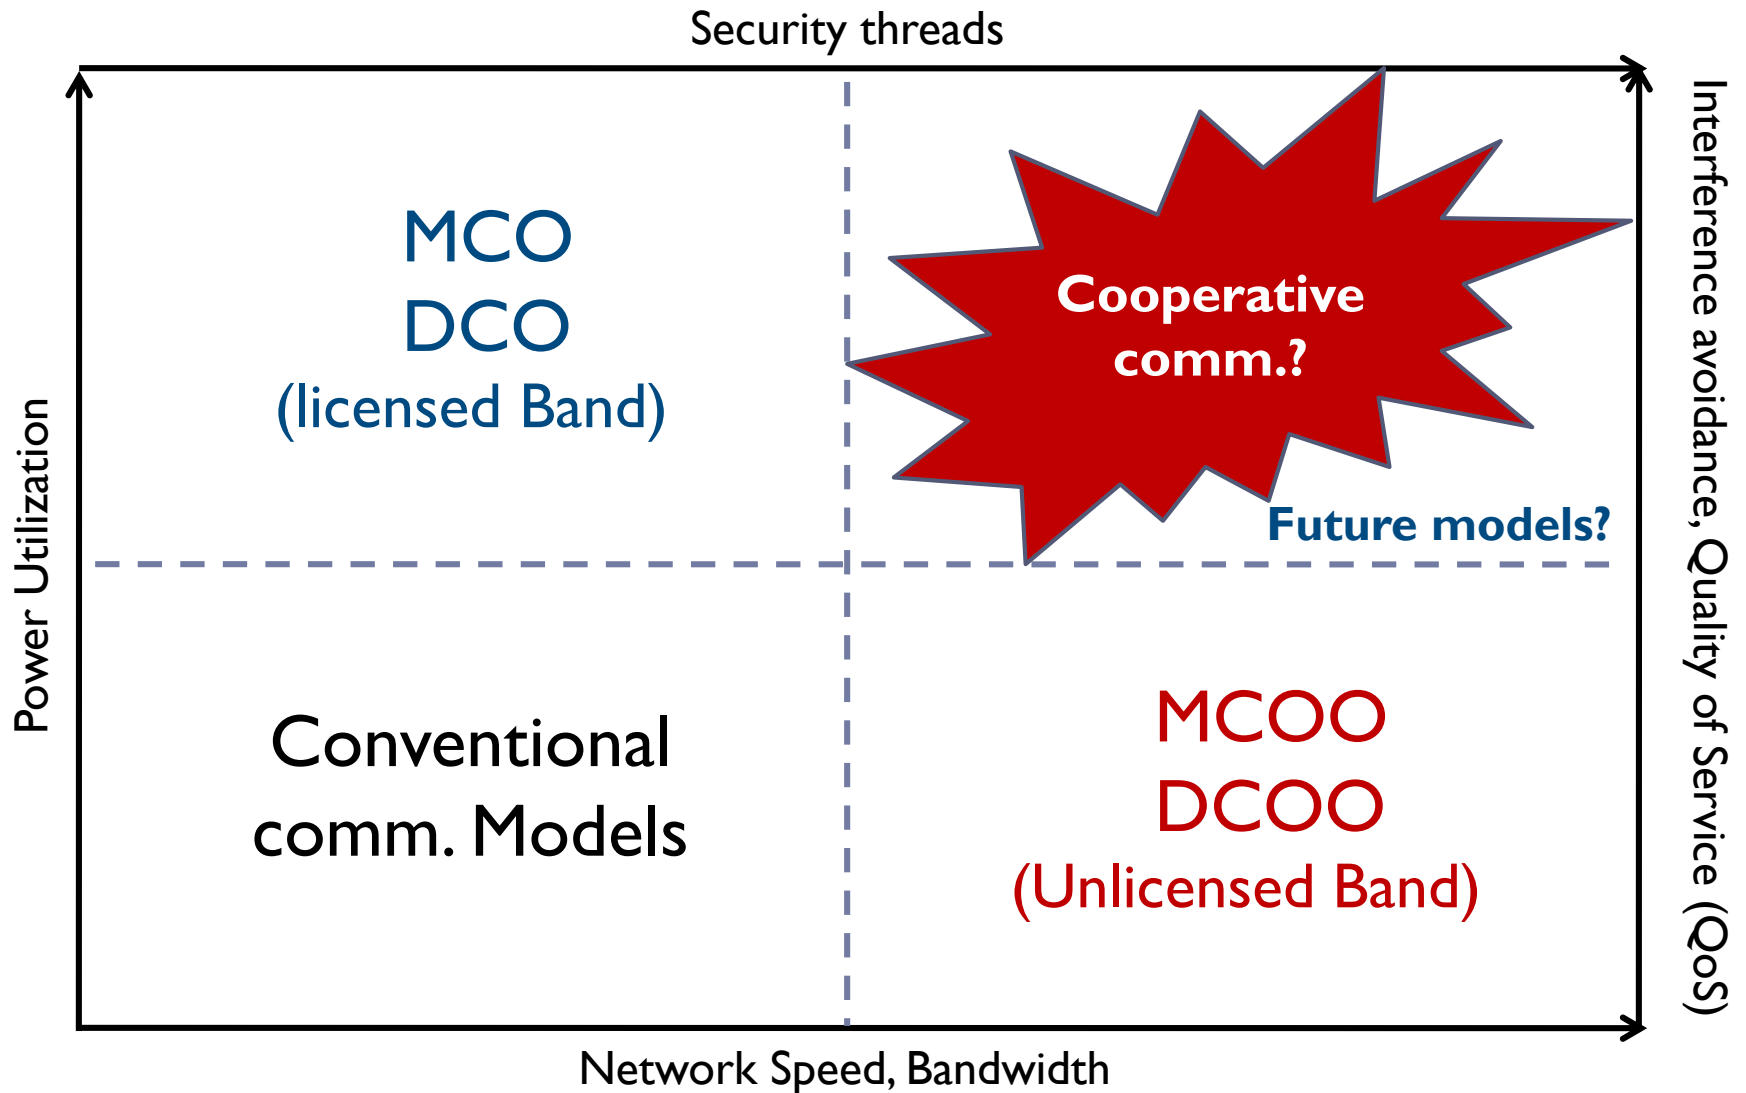 Security threads
MCO
DCO
(licensed Band)
Cooperative
comm.?
Future models?
Power Utilization
Interference avoidance, Quality of Service (QoS)
Conventional
comm. Models
MCOO
DCOO
(Unlicensed Band)
Network Speed, Bandwidth